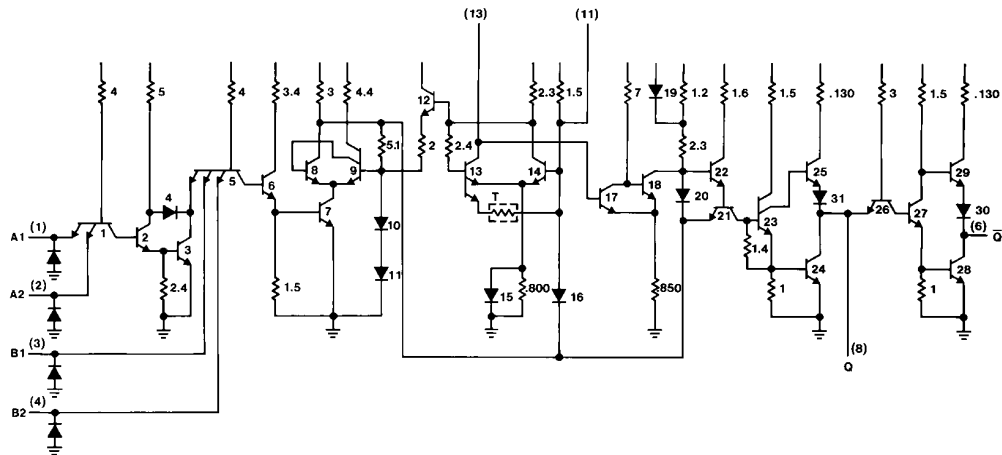 (13) (11)
4 5 4 3.4 3 4.4 12 2.3 1.5 7 19 1.2 1.6 1.5 .130 3 1.5 .130
5.1 2 2.4 2.3
4 5 6 8 9 13 14 17 18 22 25 29
7 T 20 31 26 30
(1) A1 1 2 3 10 21 23 27 (6) Q
1.4
(2) A2 2.4 1.5 11 15 .800 16 850 1 24 1 28
(3) B1
(8) Q
(4) B2